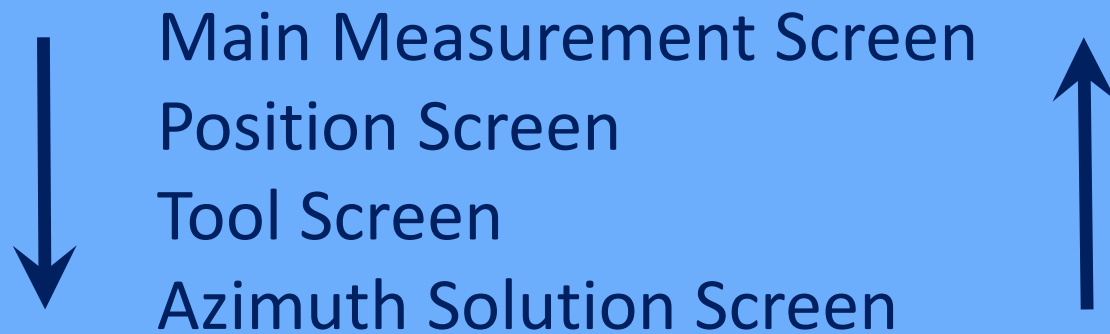 Main Measurement Screen
Position Screen
Tool Screen
Azimuth Solution Screen